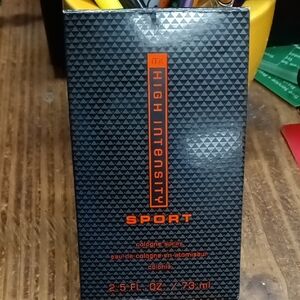 HIGH INTENSITY
SPORT
cologne spray
eau de cologne en atomiseur
colonia
2.5 FL. OZ. / 73 ml